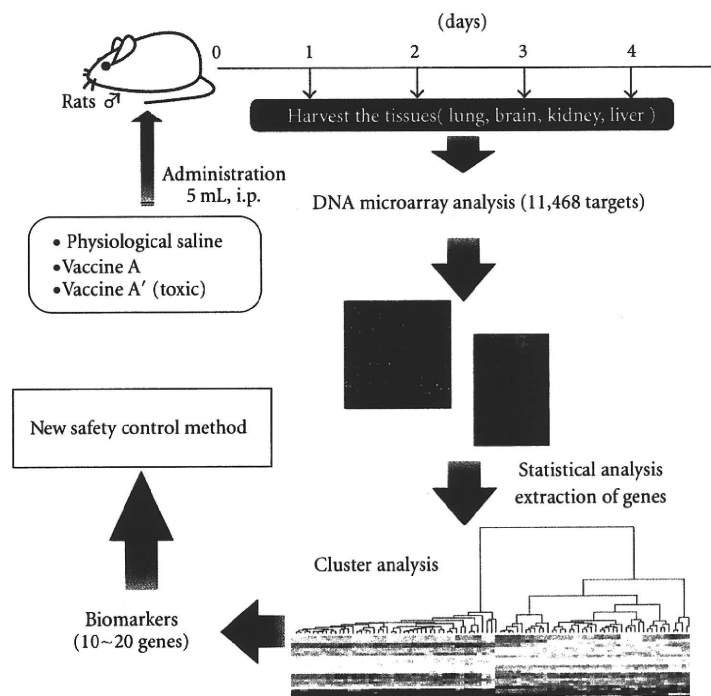 (days)
0 1 2 3 4
Rats ♂
Harvest the tissues( lung, brain, kidney, liver )
Administration
5 mL, i.p.
DNA microarray analysis (11,468 targets)
• Physiological saline
•Vaccine A
•Vaccine A′ (toxic)
New safety control method
Statistical analysis
extraction of genes
Cluster analysis
Biomarkers
(10~20 genes)